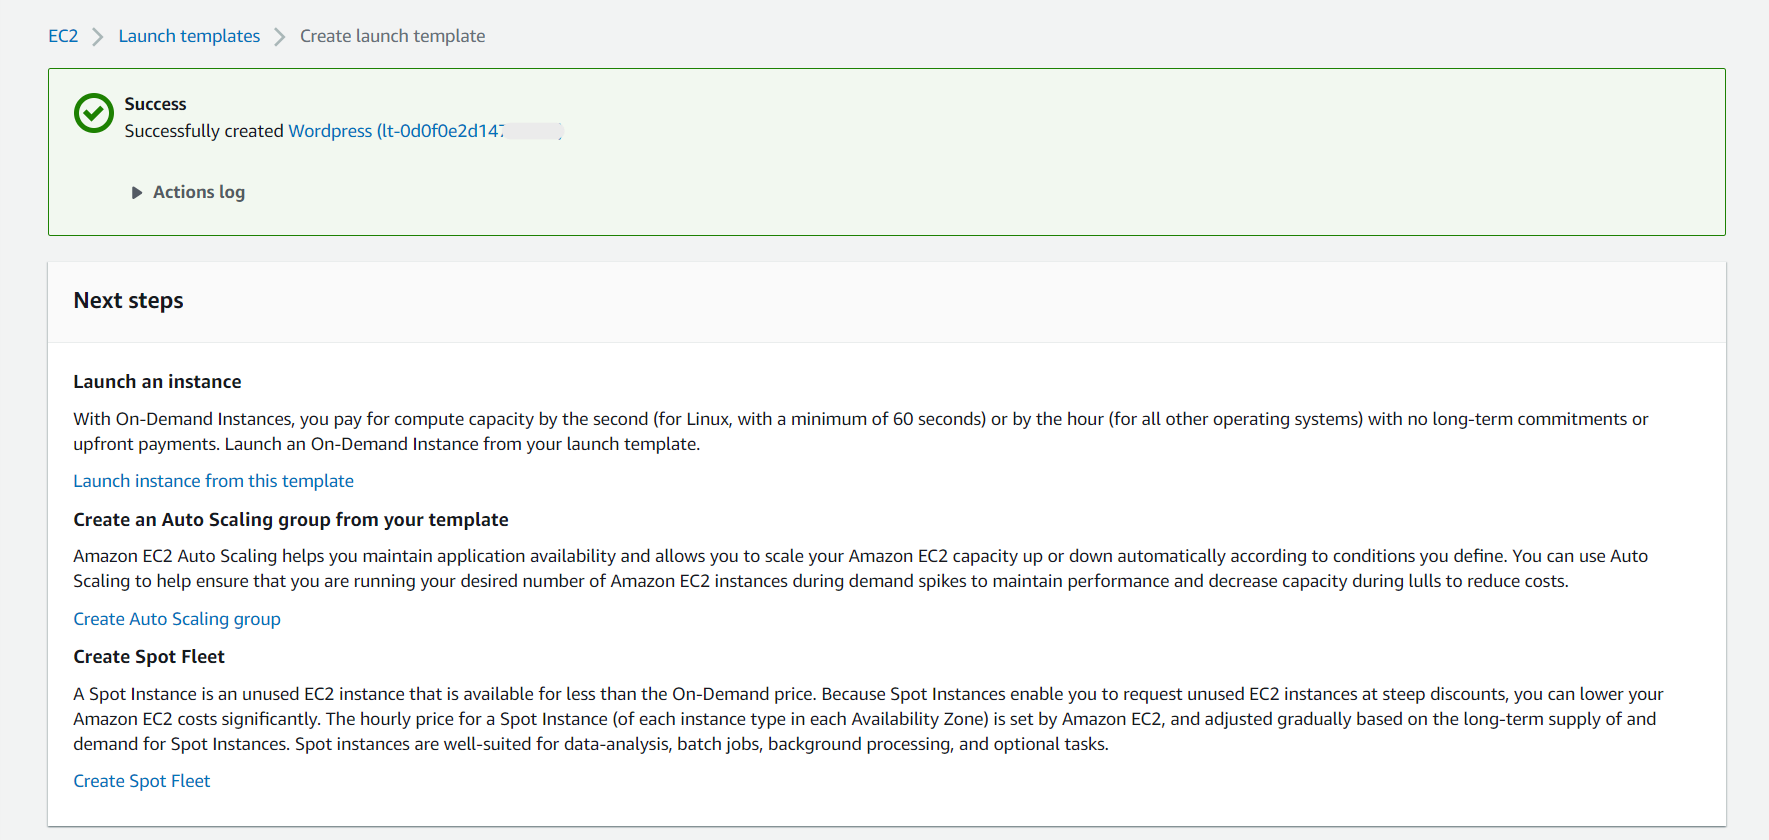 EC2 Launch templates Create launch template
Success
Successfully created Wordpress (lt-0d0f0e2d147
Actions log
Next steps
Launch an instance
With On-Demand Instances, you pay for compute capacity by the second (for Linux, with a minimum of 60 seconds) or by the hour (for all other operating systems) with no long-term commitments or
upfront payments. Launch an On-Demand Instance from your launch template.
Launch instance from this template
Create an Auto Scaling group from your template
Amazon EC2 Auto Scaling helps you maintain application availability and allows you to scale your Amazon EC2 capacity up or down automatically according to conditions you define. You can use Auto
Scaling to help ensure that you are running your desired number of Amazon EC2 instances during demand spikes to maintain performance and decrease capacity during lulls to reduce costs.
Create Auto Scaling group
Create Spot Fleet
A Spot Instance is an unused EC2 instance that is available for less than the On-Demand price. Because Spot Instances enable you to request unused EC2 instances at steep discounts, you can lower your
Amazon EC2 costs significantly. The hourly price for a Spot Instance (of each instance type in each Availability Zone) is set by Amazon EC2, and adjusted gradually based on the long-term supply of and
demand for Spot Instances. Spot instances are well-suited for data-analysis, batch jobs, background processing, and optional tasks.
Create Spot Fleet